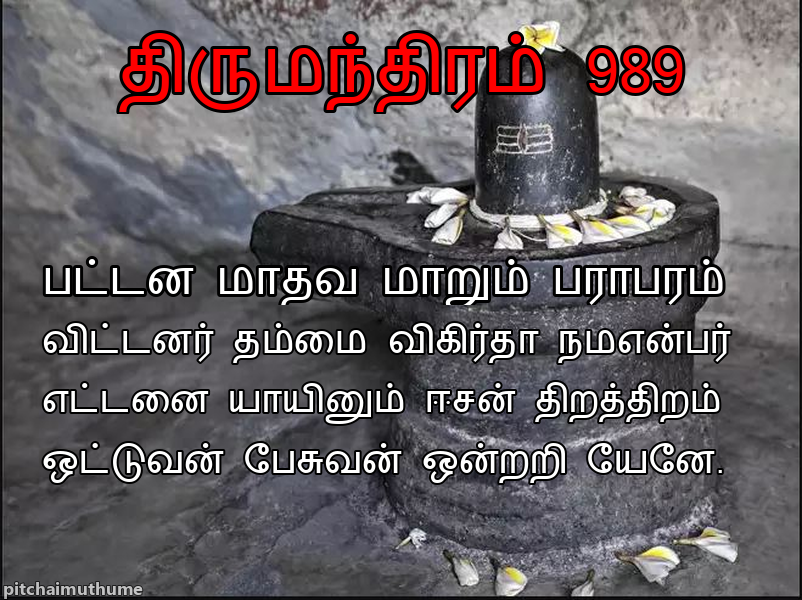 திருமந்திரம் 989
பட்டன மாதவ மாறும் பராபரம்
விட்டனர் தம்மை விகிர்தா நமஎன்பர்
எட்டனை யாயினும் ஈசன் திறத்திறம்
ஒட்டுவன் பேசுவன் ஒன்றறி யேனே.
pitchaimuthume